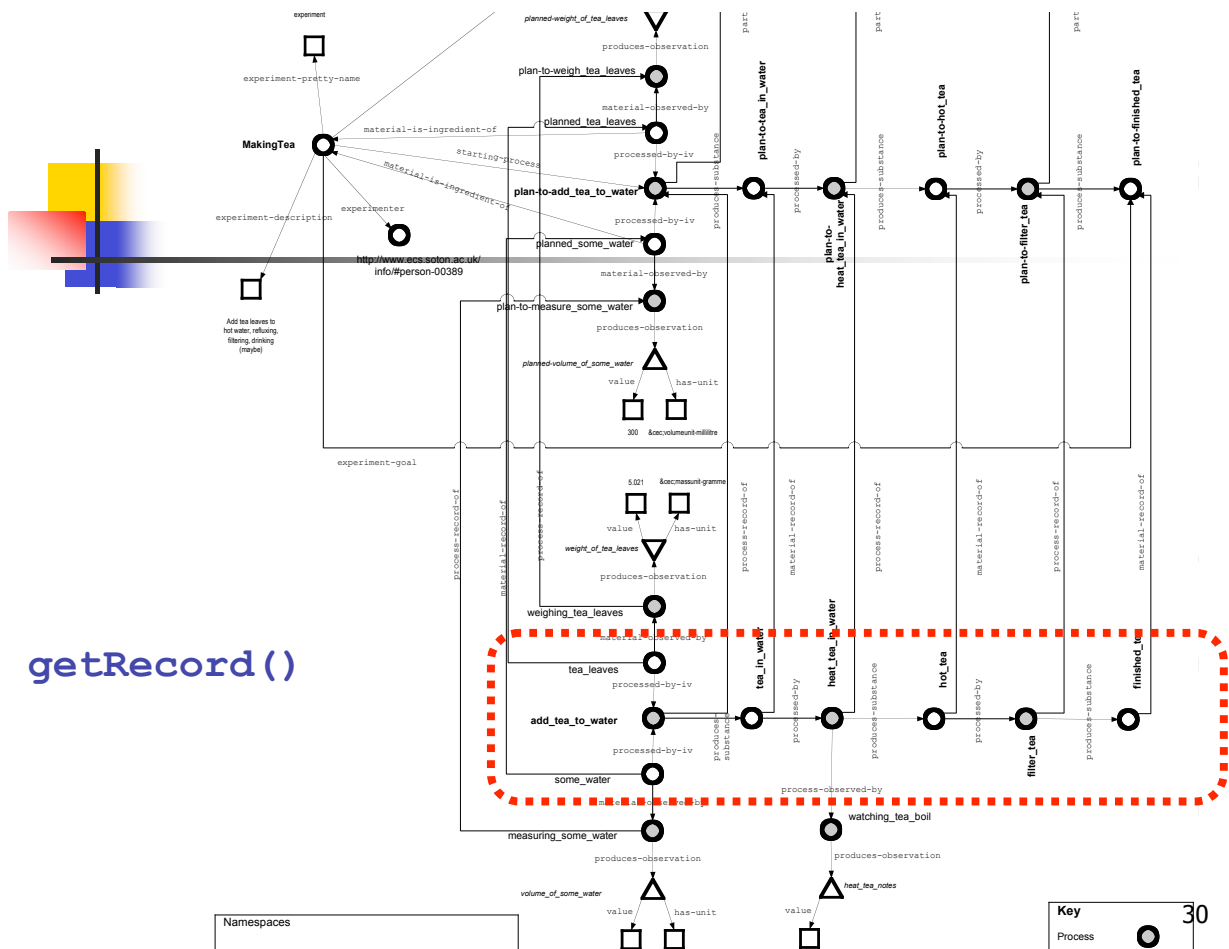 experiment
planned-weight_of_tea_leaves
part
part
part
produces-observation
experiment-pretty-name
plan-to-weigh_tea_leaves
material-observed-by
planned_tea_leaves
material-is-ingredient-of
MakingTea
starting-process
processed-by-iv
plan-to-add_tea_to_water
material-is-ingredient-of
produces-substance
plan-to-tea_in_water
processed-by
plan-to-
heat_tea_in_water
produces-substance
plan-to-hot_tea
processed-by
plan-to-filter_tea
produces-substance
plan-to-finished_tea
experiment-description
experimenter
processed-by-iv
planned_some_water
http://www.ecs.soton.ac.uk/
info/#person-00389
material-observed-by
plan-to-measure_some_water
Add tea leaves to
hot water, refluxing,
filtering, drinking
(maybe)
produces-observation
planned-volume_of_some_water
value
has-unit
300
&cec;volumeunit-millilitre
experiment-goal
process-record-of
material-record-of
process-record-of
5.021
&cec;massunit-gramme
value
has-unit
weight_of_tea_leaves
process-record-of
material-record-of
process-record-of
material-record-of
process-record-of
material-record-of
produces-observation
weighing_tea_leaves
material-observed-by
getRecord()
tea_leaves
processed-by-iv
add_tea_to_water
produces-
substance
tea_in_water
processed-by
heat_tea_in_water
produces-substance
hot_tea
processed-by
filter_tea
produces-substance
finished_tea
processed-by-iv
some_water
material-observed-by
process-observed-by
measuring_some_water
watching_tea_boil
produces-observation
produces-observation
volume_of_some_water
heat_tea_notes
value
has-unit
value
Namespaces
Key
30
Process